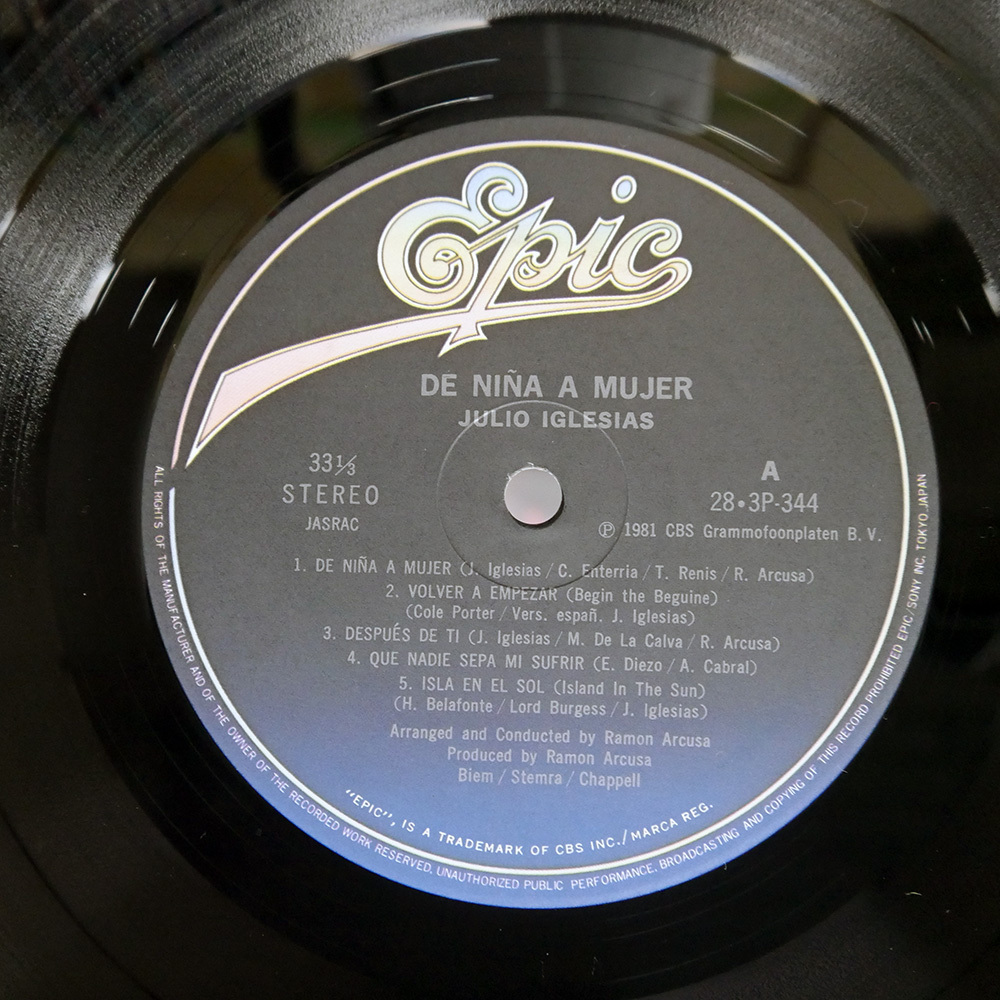 Epic
DE NIÑA A MUJER
JULIO IGLESIAS
33⅓
STEREO
JASRAC
A
28•3P-344
Ⓟ 1981 CBS Grammofoonplaten B. V.
1. DE NIÑA A MUJER (J. Iglesias / C. Enterria / T. Renis / R. Arcusa)
2. VOLVER A EMPEZAR (Begin the Beguine)
(Cole Porter / Vers. españ. J. Iglesias)
3. DESPUÉS DE TI (J. Iglesias / M. De La Calva / R. Arcusa)
4. QUE NADIE SEPA MI SUFRIR (E. Diezo / A. Cabral)
5. ISLA EN EL SOL (Island In The Sun)
(H. Belafonte / Lord Burgess / J. Iglesias)
Arranged and Conducted by Ramon Arcusa
Produced by Ramon Arcusa
Biem / Stemra / Chappell
"EPIC", IS A TRADEMARK OF CBS INC./MARCA REG.
ALL RIGHTS OF THE MANUFACTURER AND OF THE OWNER OF THE RECORDED WORK RESERVED. UNAUTHORIZED PUBLIC PERFORMANCE, BROADCASTING AND COPYING OF THIS RECORD PROHIBITED EPIC/SONY INC. TOKYO, JAPAN